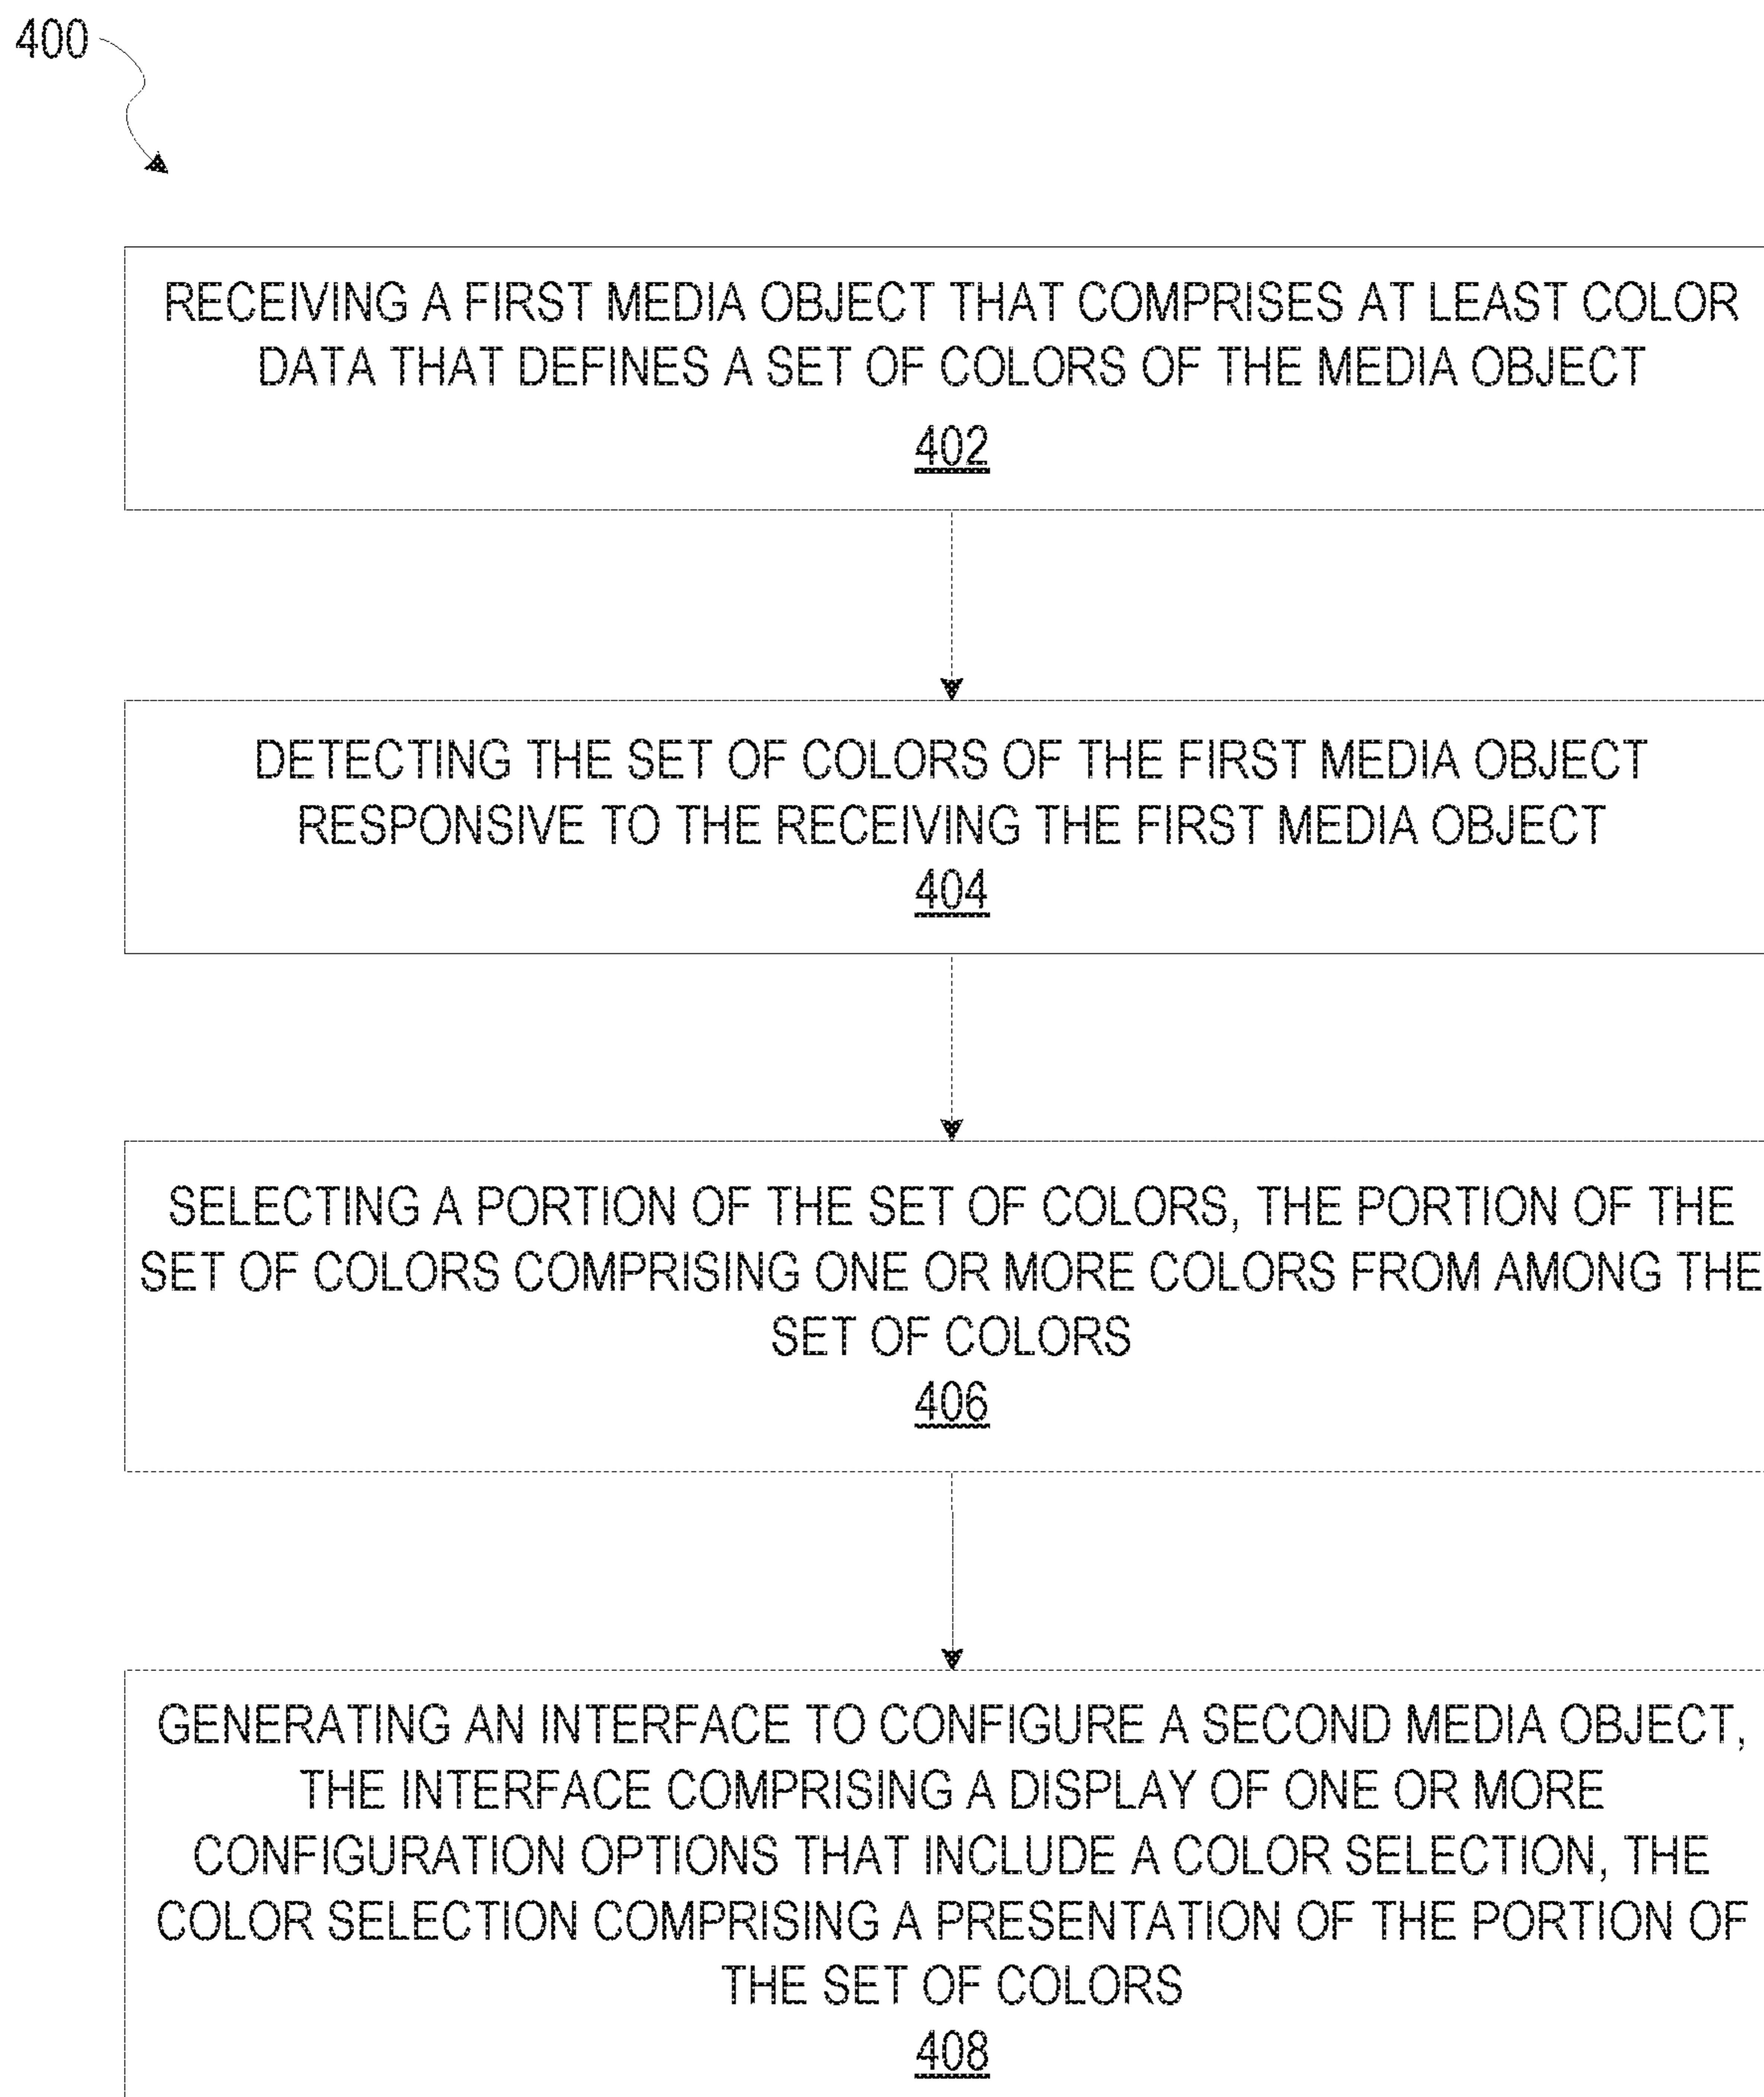 400
RECEIVING A FIRST MEDIA OBJECT THAT COMPRISES AT LEAST COLOR
DATA THAT DEFINES A SET OF COLORS OF THE MEDIA OBJECT
402
DETECTING THE SET OF COLORS OF THE FIRST MEDIA OBJECT
RESPONSIVE TO THE RECEIVING THE FIRST MEDIA OBJECT
404
SELECTING A PORTION OF THE SET OF COLORS, THE PORTION OF THE
SET OF COLORS COMPRISING ONE OR MORE COLORS FROM AMONG THE
SET OF COLORS
406
GENERATING AN INTERFACE TO CONFIGURE A SECOND MEDIA OBJECT,
THE INTERFACE COMPRISING A DISPLAY OF ONE OR MORE
CONFIGURATION OPTIONS THAT INCLUDE A COLOR SELECTION, THE
COLOR SELECTION COMPRISING A PRESENTATION OF THE PORTION OF
THE SET OF COLORS
408